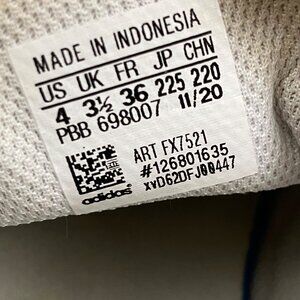 MADE IN INDONESIA
US UK FR JP CHN
4 3½ 36 225 220
PBB 698007 11/20
ART FX7521
#126801635
xvD62DFJ00447
adidas